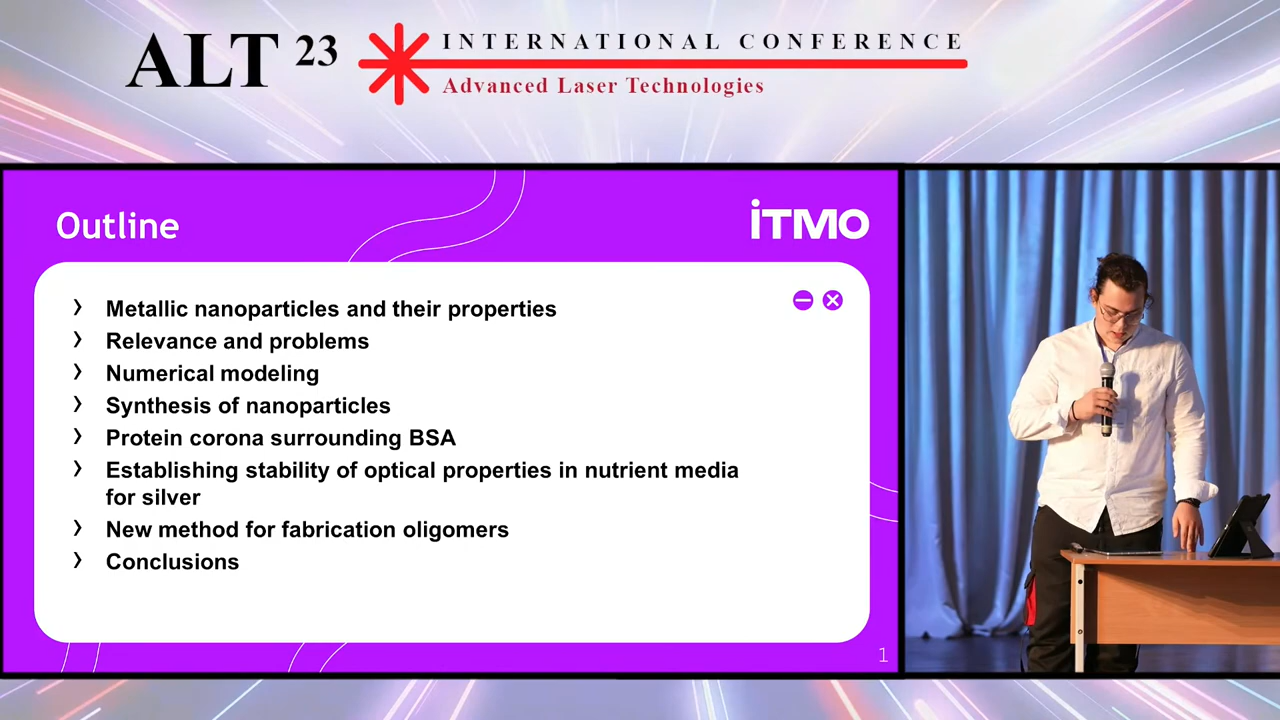 ALT 23
INTERNATIONAL CONFERENCE
Advanced Laser Technologies
Outline
iTMO
› Metallic nanoparticles and their properties
› Relevance and problems
› Numerical modeling
› Synthesis of nanoparticles
› Protein corona surrounding BSA
› Establishing stability of optical properties in nutrient media
for silver
› New method for fabrication oligomers
› Conclusions
1